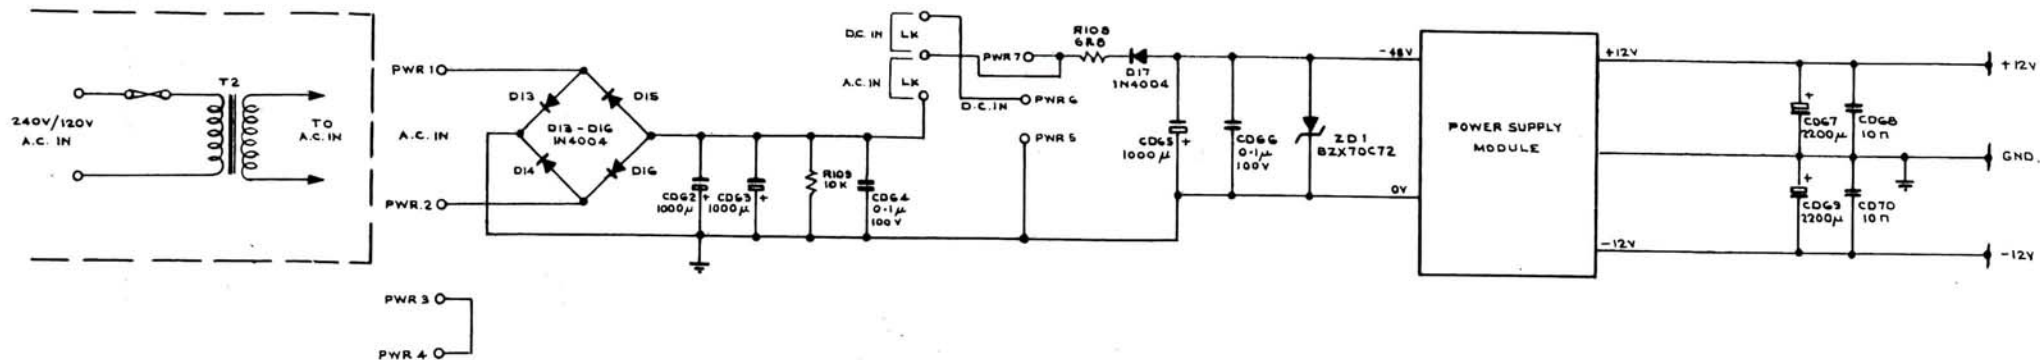 240V/120V
A.C. IN
T2
TO
A.C. IN
PWR 1
PWR.2
PWR 3
PWR 4
A.C. IN
D13
D15
D13 - D16
1N4004
D14
D16
CD62
1000µ
+
CD63
1000µ
+
R109
10K
CD64
0·1µ
100V
D.C. IN
LK
A.C. IN
LK
D.C. IN
PWR 7
PWR 6
PWR 5
R108
6R8
D17
1N4004
CD65
1000µ
+
CD66
0·1µ
100V
ZD1
BZX70C72
-48V
0V
POWER SUPPLY
MODULE
+12V
-12V
+
CD67
2200µ
CD68
10n
+
CD69
2200µ
CD70
10n
+12V
GND.
-12V